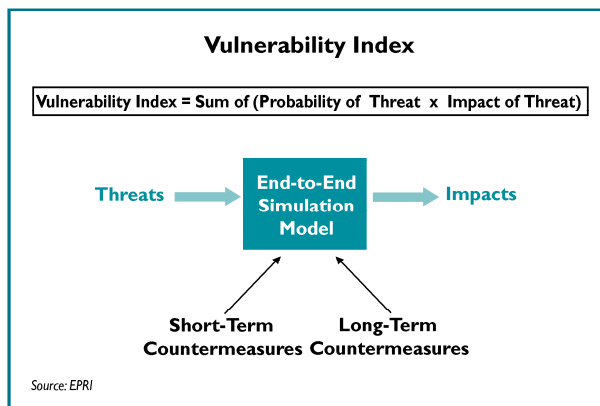 Vulnerability Index
Vulnerability Index = Sum of (Probability of Threat x Impact of Threat)
Threats
End-to-End
Simulation
Model
Impacts
Short-Term
Countermeasures
Long-Term
Countermeasures
Source: EPRI